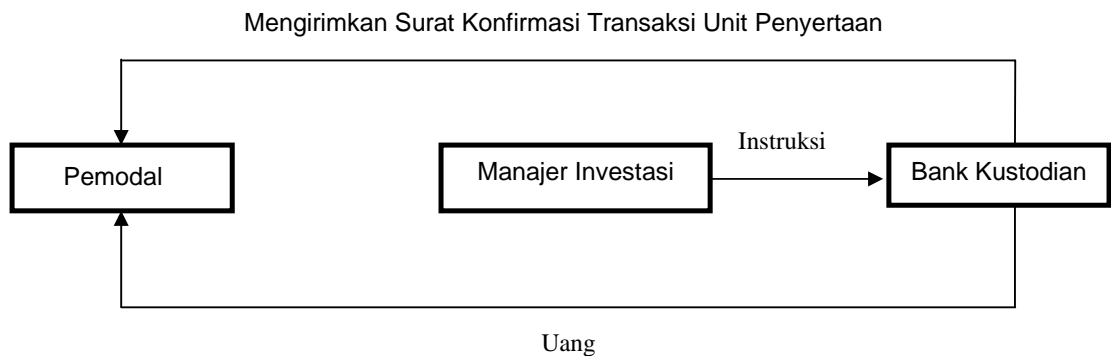 Mengirimkan Surat Konfirmasi Transaksi Unit Penyertaan
Instruksi
Pemodal
Manajer Investasi
Bank Kustodian
Uang